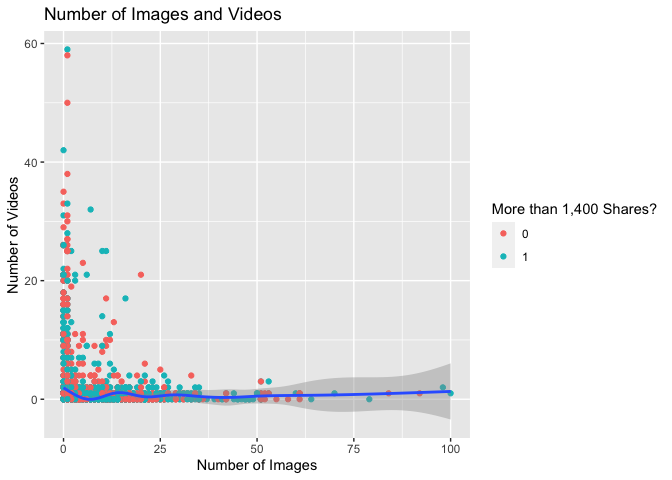 Number of Images and Videos
60
40
20
0
Number of Videos
0
25
50
75
100
Number of Images
More than 1,400 Shares?
0
1